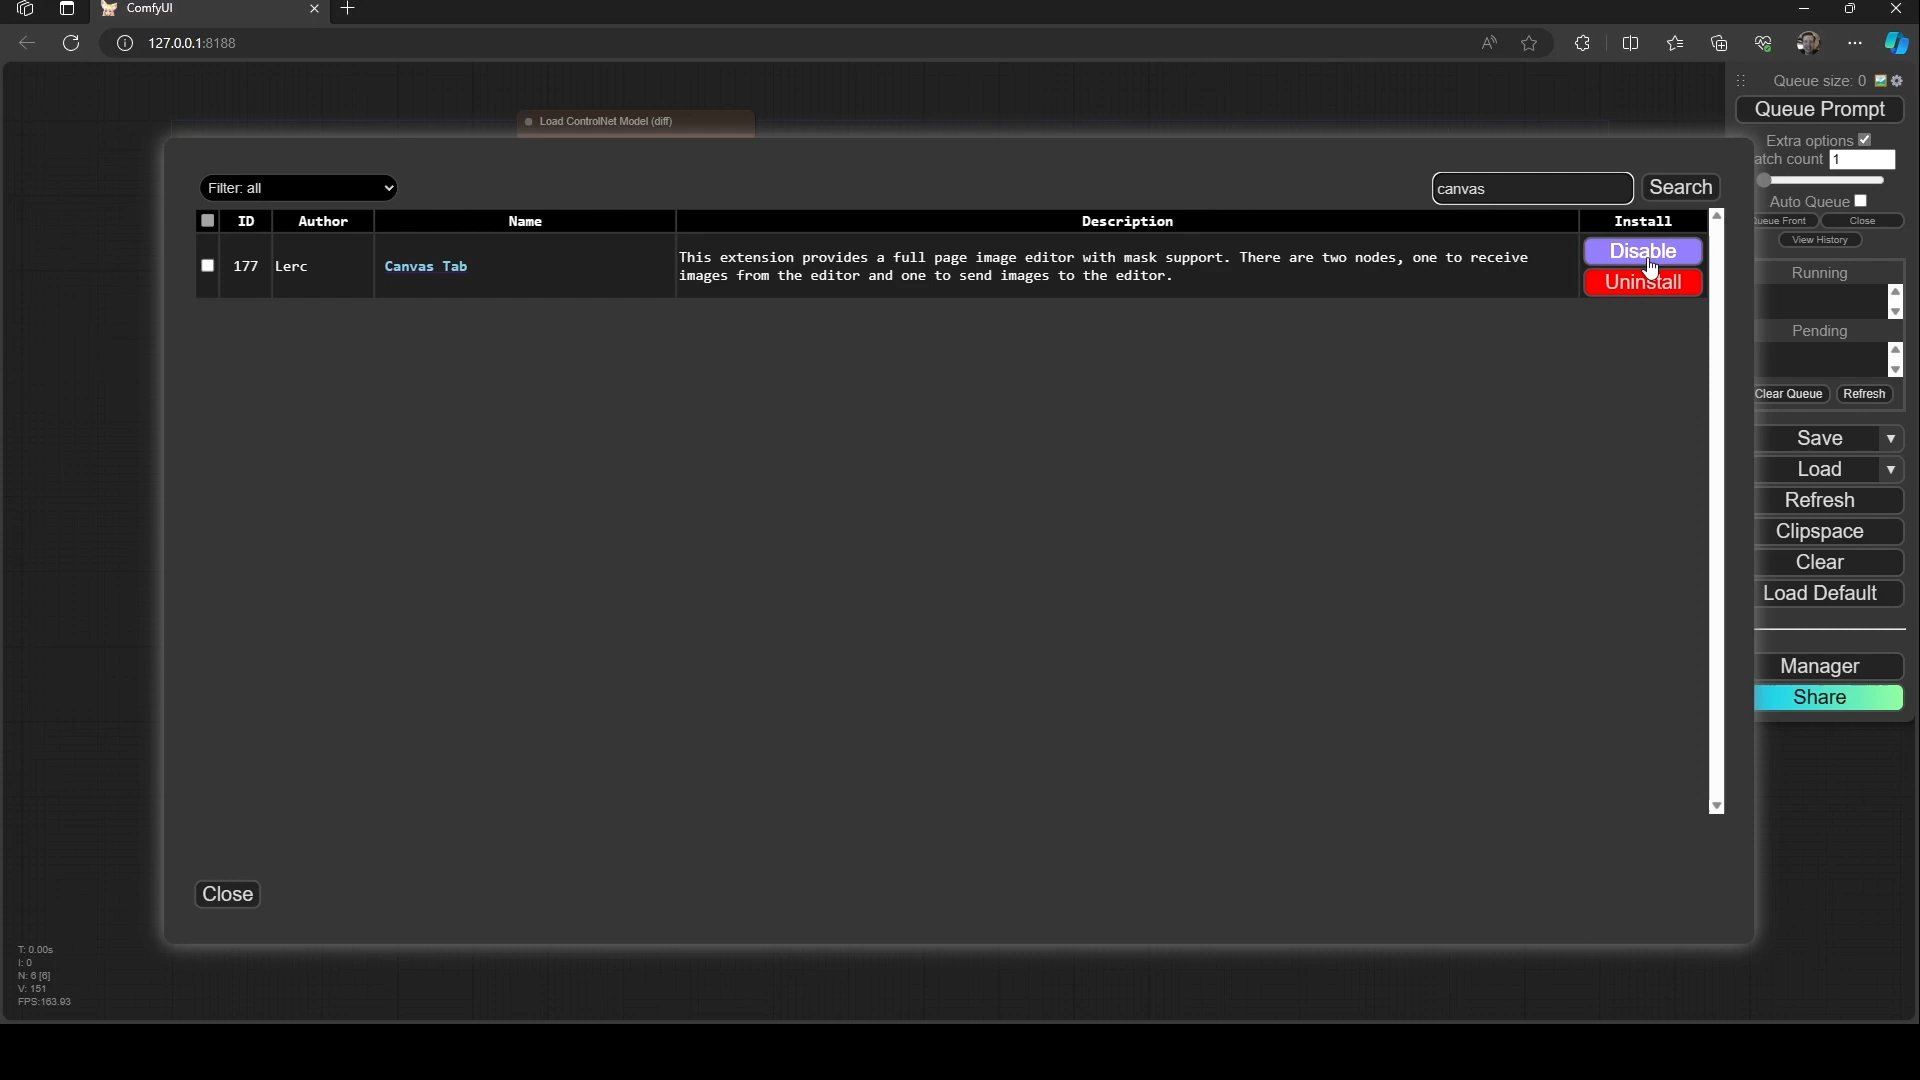 ComfyUI
127.0.0.1:8188
Queue size: 0
Queue Prompt
Load ControlNet Model (diff)
Extra options
atch count 1
Filter: all
canvas
Search
Auto Queue
ID Author Name Description Install
ueue Front Close
View History
177 Lerc Canvas Tab
This extension provides a full page image editor with mask support. There are two nodes, one to receive
images from the editor and one to send images to the editor.
Disable
Uninstall
Running
Pending
Clear Queue Refresh
Save
Load
Refresh
Clipspace
Clear
Load Default
Manager
Share
Close
T: 0.00s
I: 0
N: 6 [6]
V: 151
FPS:163.93